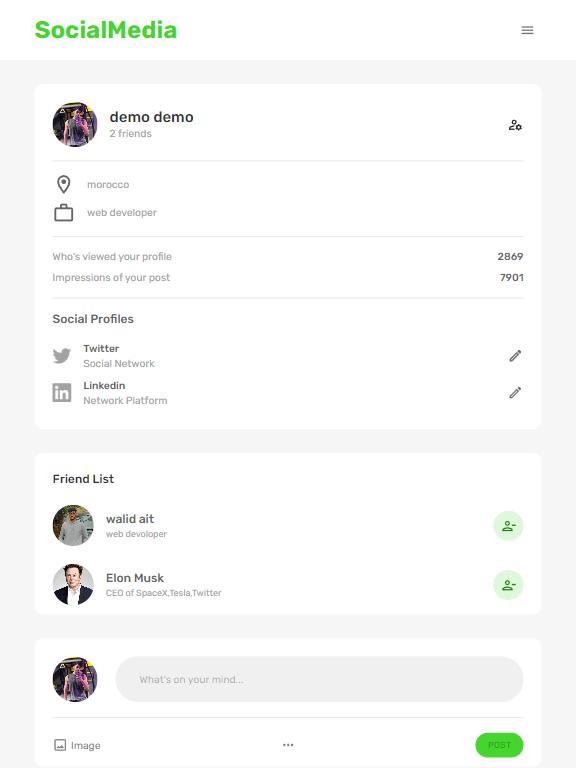 SocialMedia
demo demo
2 friends
morocco
web developer
Who's viewed your profile 2869
Impressions of your post 7901
Social Profiles
Twitter
Social Network
Linkedin
Network Platform
Friend List
walid ait
web devoloper
Elon Musk
CEO of SpaceX,Tesla,Twitter
What's on your mind...
Image
POST